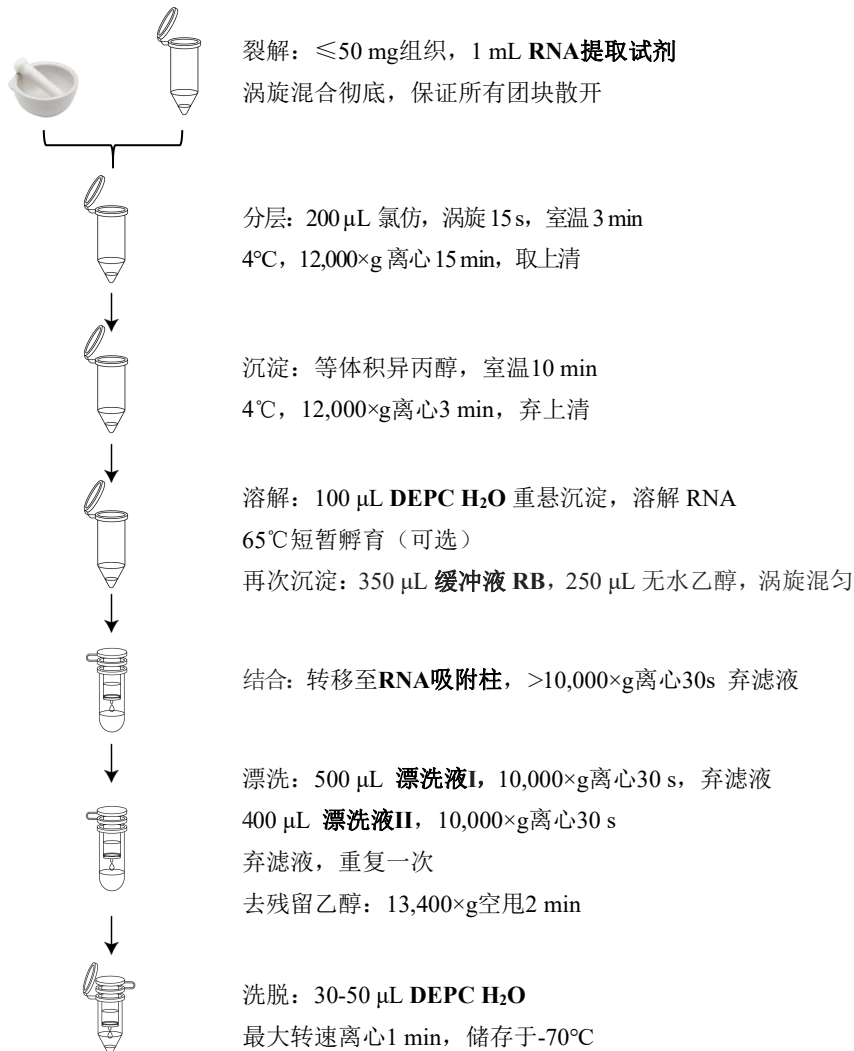 裂解：≤50 mg组织，1 mL RNA提取试剂
涡旋混合彻底，保证所有团块散开
分层：200 μL 氯仿，涡旋 15 s，室温 3 min
4°C，12,000×g 离心 15 min，取上清
沉淀：等体积异丙醇，室温10 min
4℃，12,000×g离心3 min，弃上清
溶解：100 μL DEPC H₂O 重悬沉淀，溶解 RNA
65℃短暂孵育（可选）
再次沉淀：350 μL 缓冲液 RB，250 μL 无水乙醇，涡旋混匀
结合：转移至RNA吸附柱，>10,000×g离心30s 弃滤液
漂洗：500 μL 漂洗液I，10,000×g离心30 s，弃滤液
400 μL 漂洗液II，10,000×g离心30 s
弃滤液，重复一次
去残留乙醇：13,400×g空甩2 min
洗脱：30-50 μL DEPC H₂O
最大转速离心1 min，储存于-70°C